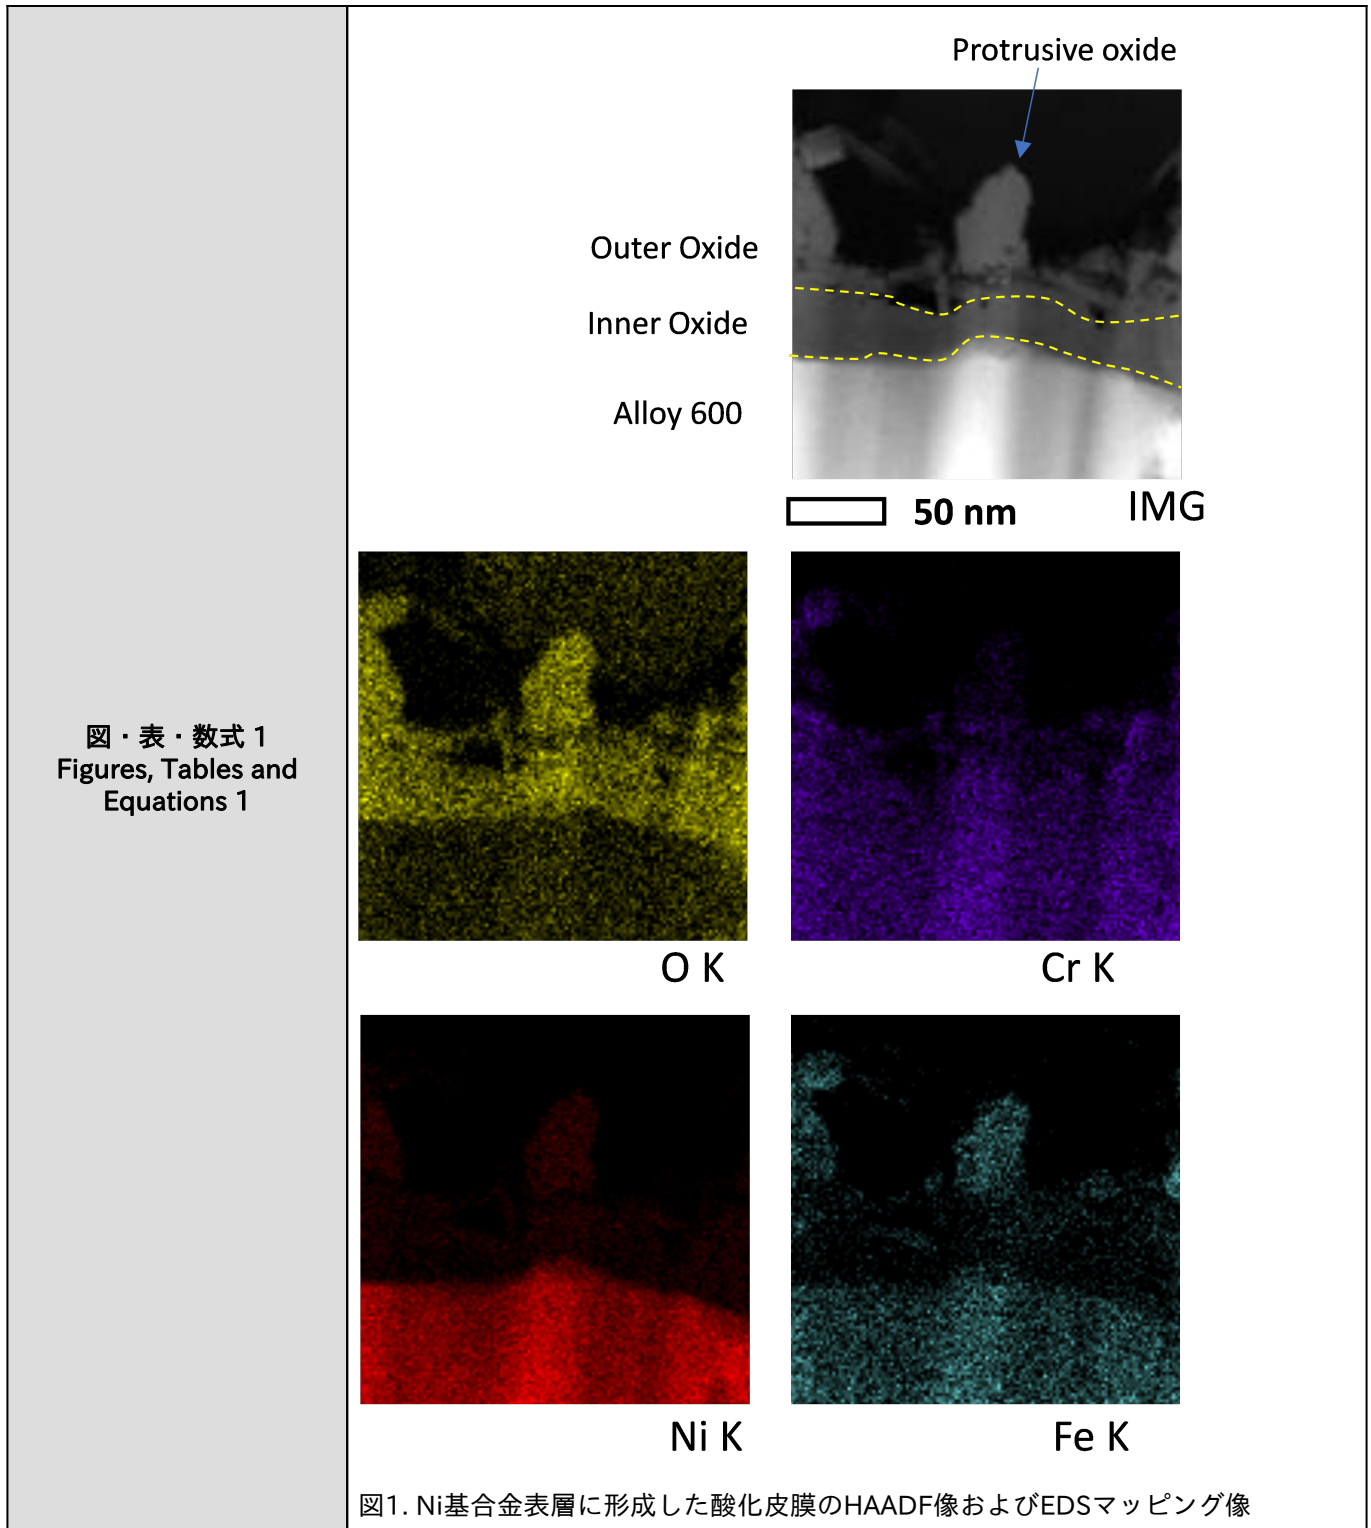 図・表・数式 1
Figures, Tables and
Equations 1
Protrusive oxide
Outer Oxide
Inner Oxide
Alloy 600
50 nm
IMG
O K
Cr K
Ni K
Fe K
図1. Ni基合金表層に形成した酸化皮膜のHAADF像およびEDSマッピング像